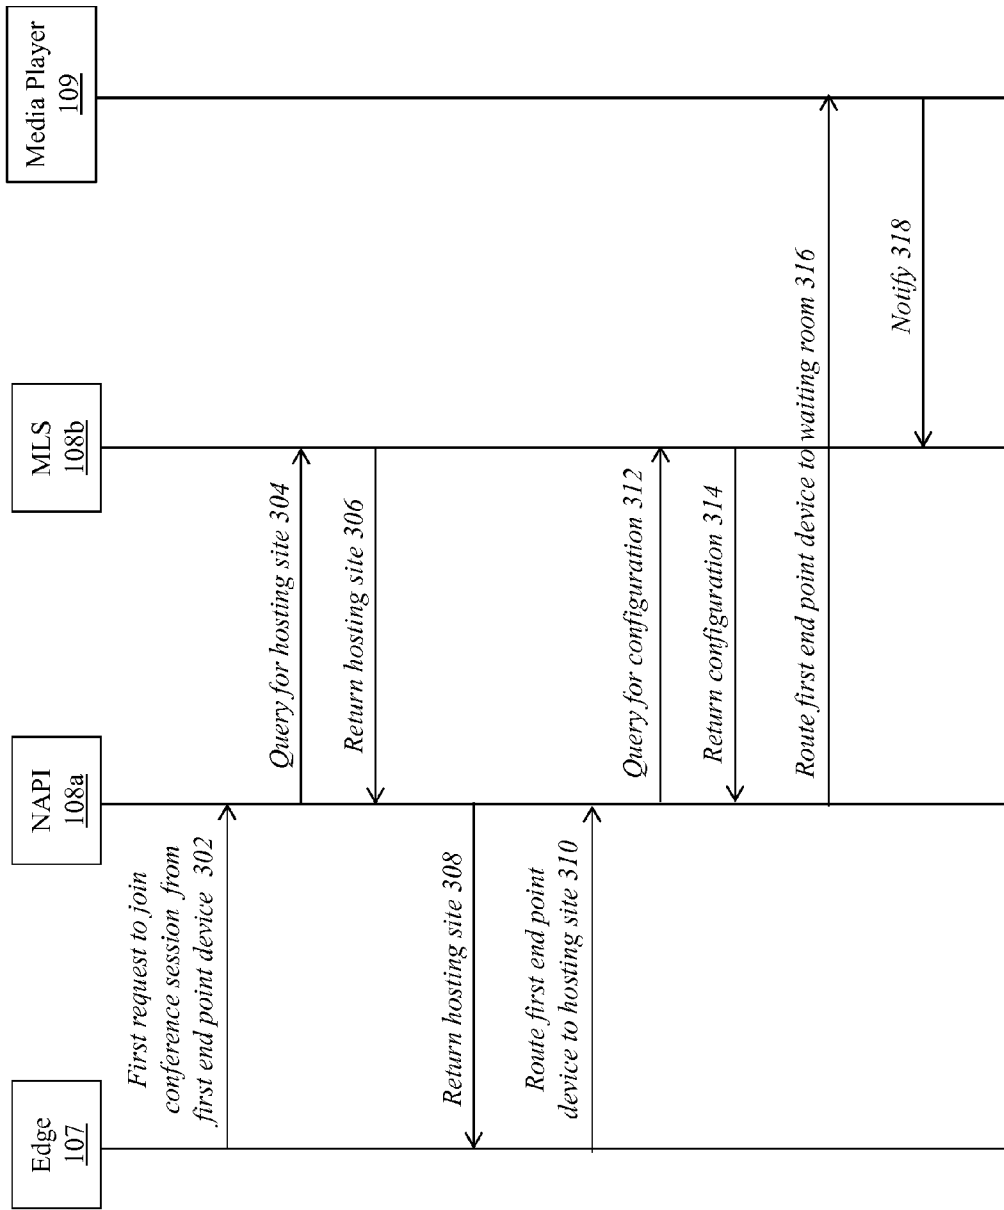 Edge
107
NAPI
108a
MLS
108b
Media Player
109
First request to join
conference session from
first end point device 302
Query for hosting site 304
Return hosting site 306
Return hosting site 308
Route first end point
device to hosting site 310
Query for configuration 312
Return configuration 314
Route first end point device to waiting room 316
Notify 318